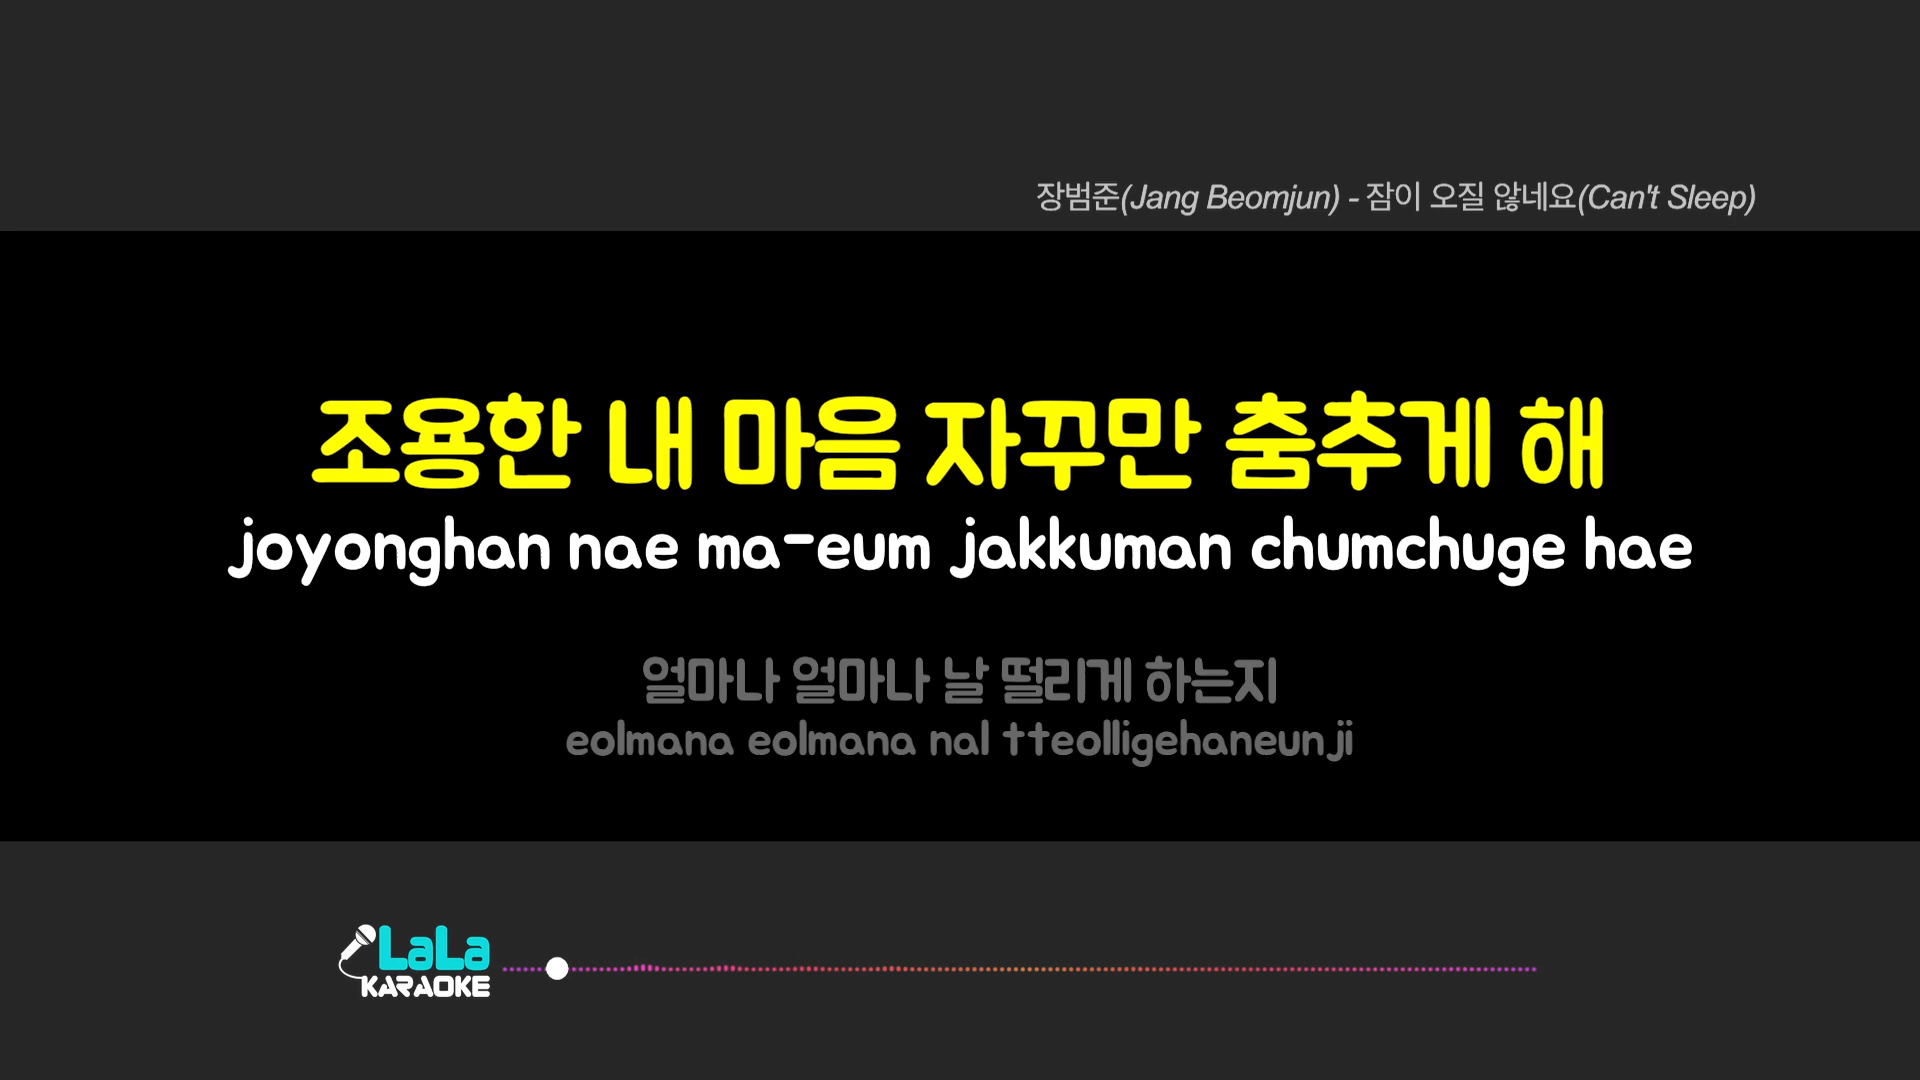 장범준(Jang Beomjun) - 잠이 오질 않네요(Can't Sleep)
조용한 내 마음 자꾸만 춤추게 해
joyonghan nae ma-eum jakkuman chumchuge hae
얼마나 얼마나 날 떨리게 하는지
eolmana eolmana nal tteolligehaneunji
LaLa
KARAOKE